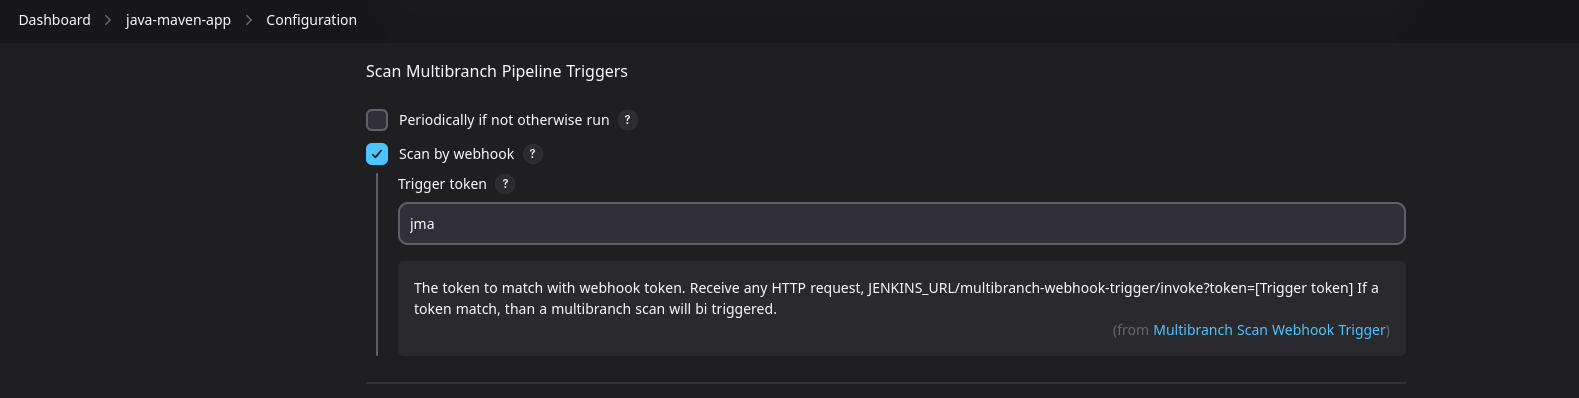 Dashboard > java-maven-app > Configuration
Scan Multibranch Pipeline Triggers
Periodically if not otherwise run ?
Scan by webhook ?
Trigger token ?
jma
The token to match with webhook token. Receive any HTTP request, JENKINS_URL/multibranch-webhook-trigger/invoke?token=[Trigger token] If a
token match, than a multibranch scan will bi triggered.
(from Multibranch Scan Webhook Trigger)